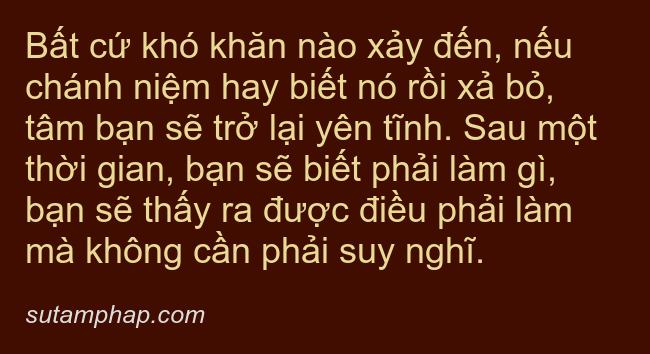 Bất cứ khó khăn nào xảy đến, nếu
chánh niệm hay biết nó rồi xả bỏ,
tâm bạn sẽ trở lại yên tĩnh. Sau một
thời gian, bạn sẽ biết phải làm gì,
bạn sẽ thấy ra được điều phải làm
mà không cần phải suy nghĩ.
sutamphap.com